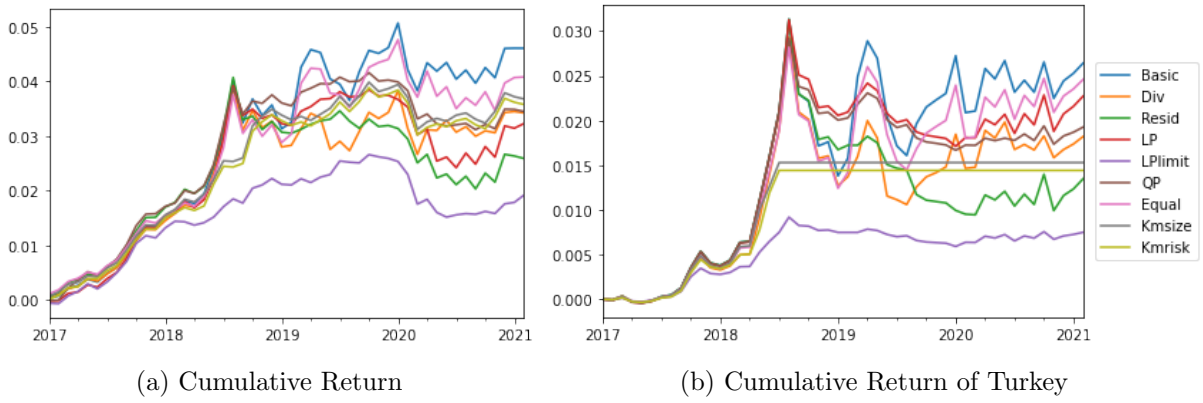 0.05
0.04
0.03
0.02
0.01
0.00
2017 2018 2019 2020 2021
(a) Cumulative Return
0.030
0.025
0.020
0.015
0.010
0.005
0.000
2017 2018 2019 2020 2021
(b) Cumulative Return of Turkey
Basic
Div
Resid
LP
LPlimit
QP
Equal
Kmsize
Kmrisk